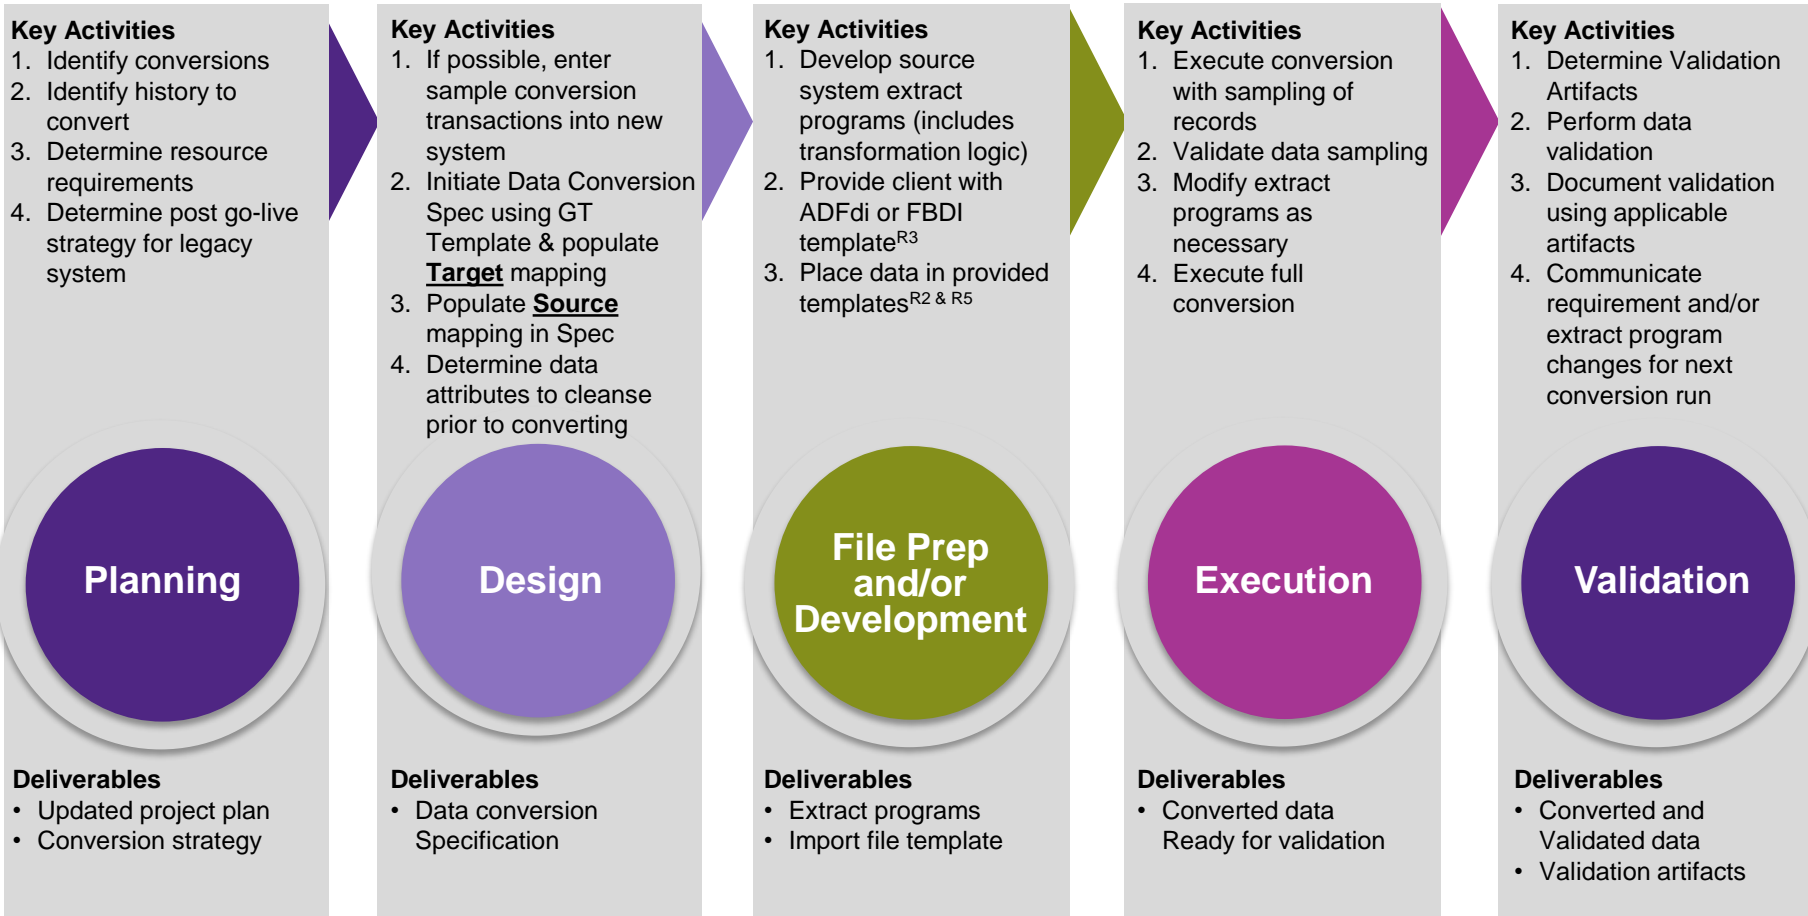 Key Activities
1. Identify conversions
2. Identify history to
convert
3. Determine resource
requirements
4. Determine post go-live
strategy for legacy
system
Planning
Deliverables
• Updated project plan
• Conversion strategy
Key Activities
1. If possible, enter
sample conversion
transactions into new
system
2. Initiate Data Conversion
Spec using GT
Template & populate
Target mapping
3. Populate Source
mapping in Spec
4. Determine data
attributes to cleanse
prior to converting
Design
Deliverables
• Data conversion
Specification
Key Activities
1. Develop source
system extract
programs (includes
transformation logic)
2. Provide client with
ADFdi or FBDI
templateR3
3. Place data in provided
templatesR2 & R5
File Prep
and/or
Development
Deliverables
• Extract programs
• Import file template
Key Activities
1. Execute conversion
with sampling of
records
2. Validate data sampling
3. Modify extract
programs as
necessary
4. Execute full
conversion
Execution
Deliverables
• Converted data
Ready for validation
Key Activities
1. Determine Validation
Artifacts
2. Perform data
validation
3. Document validation
using applicable
artifacts
4. Communicate
requirement and/or
extract program
changes for next
conversion run
Validation
Deliverables
• Converted and
Validated data
• Validation artifacts